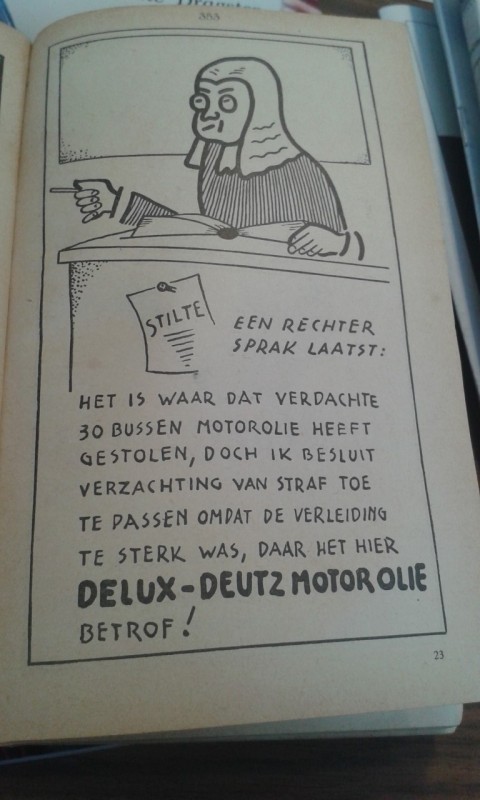 555
STILTE
EEN RECHTER
SPRAK LAATST:
HET IS WAAR DAT VERDACHTE
30 BUSSEN MOTOROLIE HEEFT
GESTOLEN, DOCH IK BESLUIT
VERZACHTING VAN STRAF TOE
TE PASSEN OMDAT DE VERLEIDING
TE STERK WAS, DAAR HET HIER
DELUX-DEUTZ MOTOROLIE
BETROF!
23